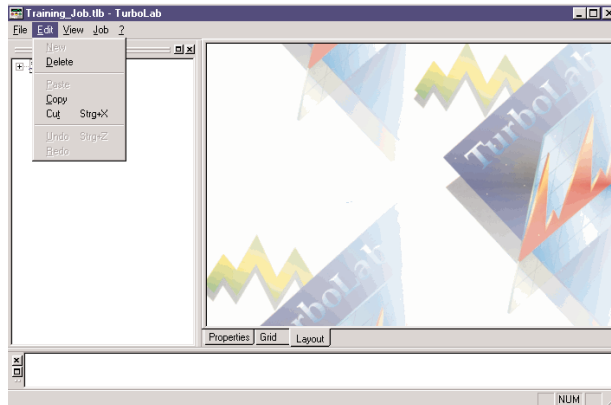 Training_Job.tlb - TurboLab
File Edit View Job ?
New
Delete
Paste
Copy
Cut Strg+X
Undo Strg+Z
Redo
TurboLab
TurboLab
Properties Grid Layout
NUM